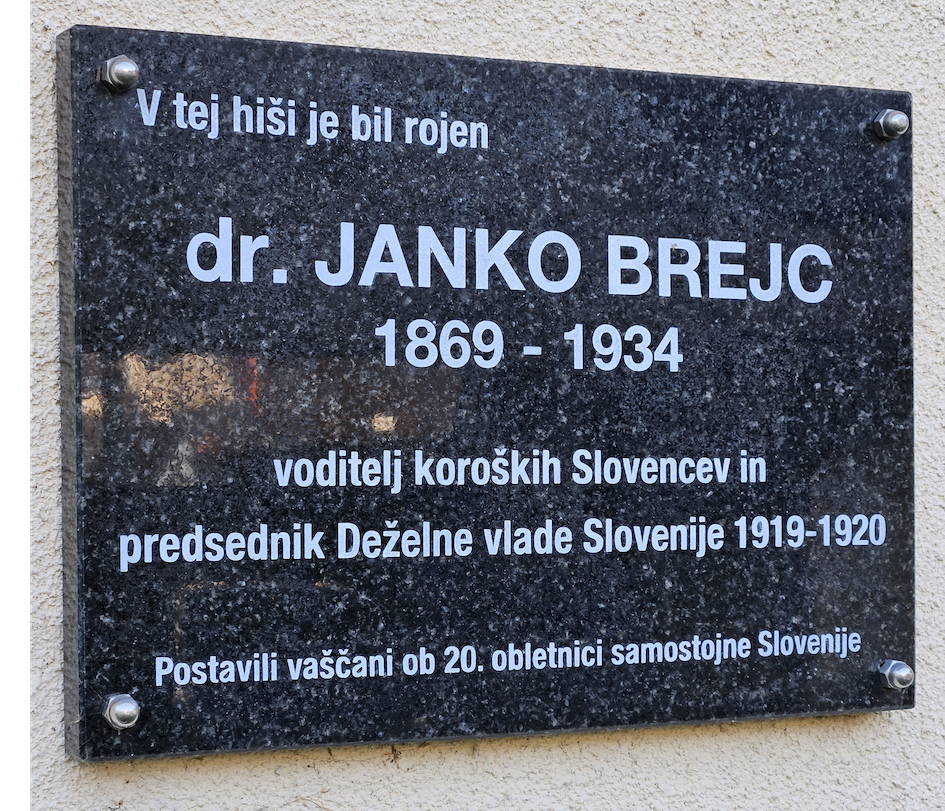 V tej hiši je bil rojen
dr. JANKO BREJC
1869 - 1934
voditelj koroških Slovencev in
predsednik Deželne vlade Slovenije 1919-1920
Postavili vaščani ob 20. obletnici samostojne Slovenije